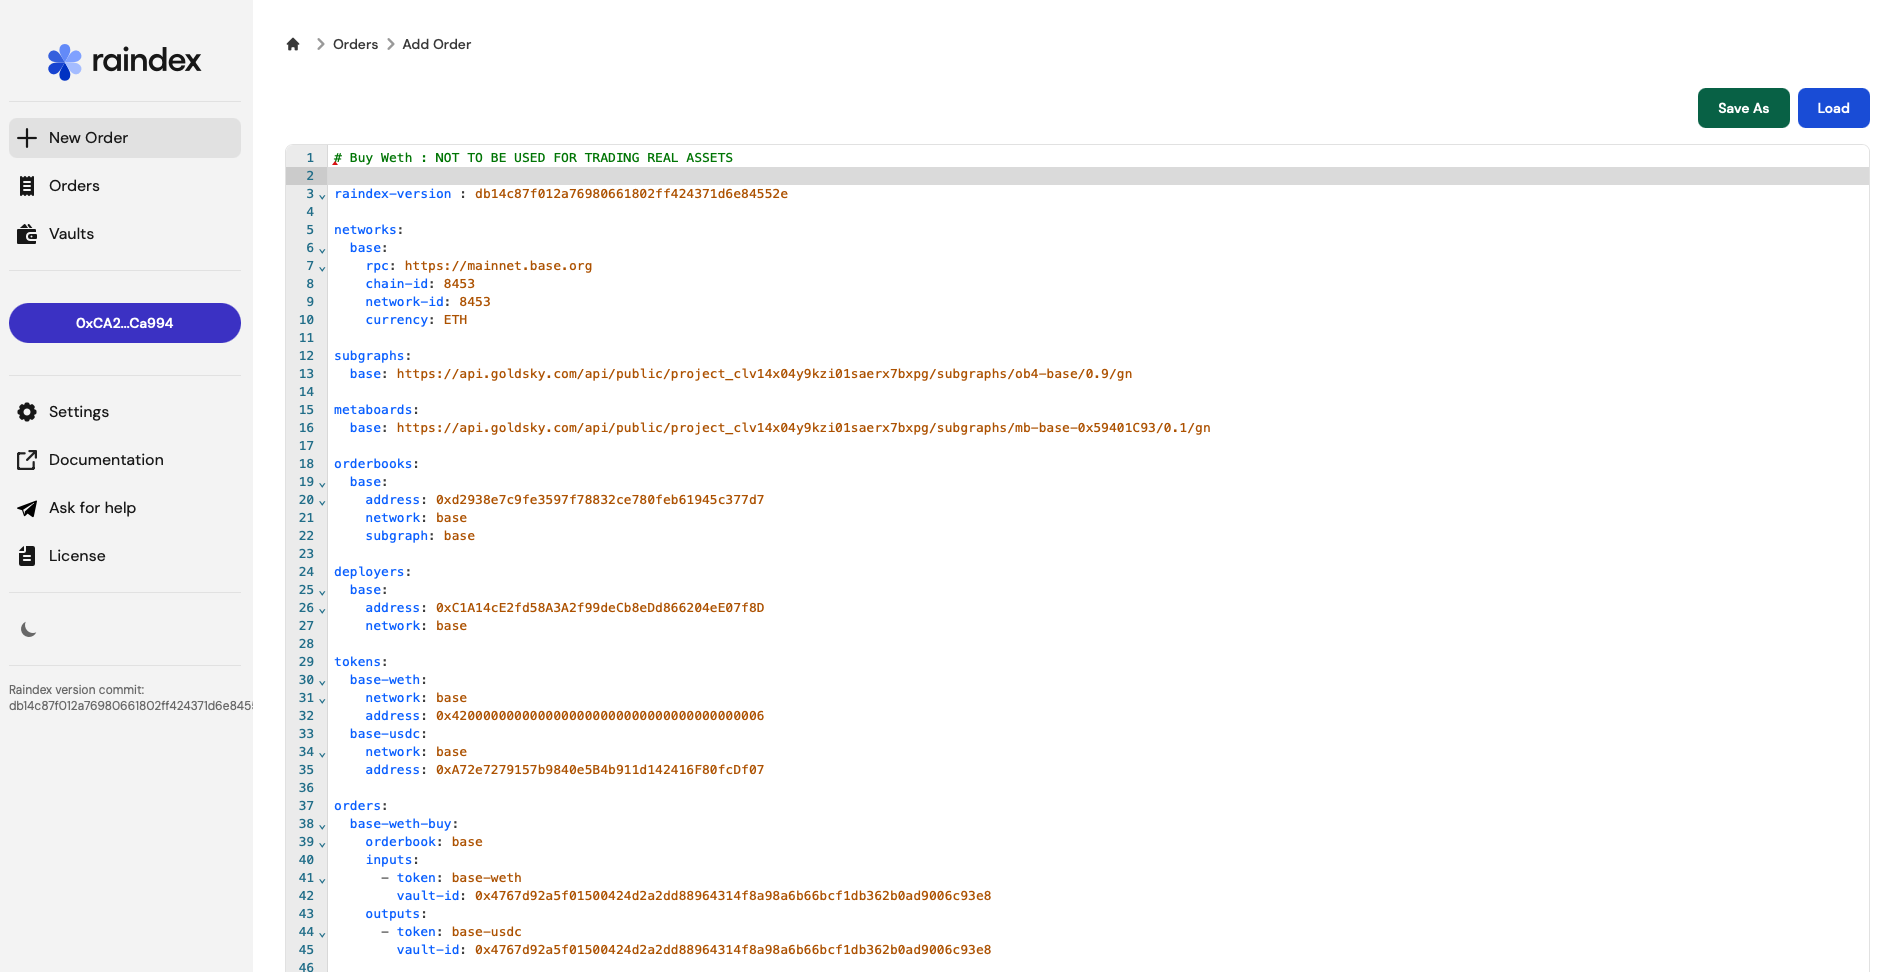 raindex
New Order
Orders
Vaults
0xCA2...Ca994
Settings
Documentation
Ask for help
License
Raindex version commit:
db14c87f012a76980661802ff424371d6e845
Orders
Add Order
Save As
Load
1 # Buy Weth : NOT TO BE USED FOR TRADING REAL ASSETS
2
3 raindex-version : db14c87f012a76980661802ff424371d6e84552e
4
5 networks:
6 base:
7 rpc: https://mainnet.base.org
8 chain-id: 8453
9 network-id: 8453
10 currency: ETH
11
12 subgraphs:
13 base: https://api.goldsky.com/api/public/project_clv14x04y9kzi01saerx7bxpg/subgraphs/ob4-base/0.9/gn
14
15 metaboards:
16 base: https://api.goldsky.com/api/public/project_clv14x04y9kzi01saerx7bxpg/subgraphs/mb-base-0x59401C93/0.1/gn
17
18 orderbooks:
19 base:
20 address: 0xd2938e7c9fe3597f78832ce780feb61945c377d7
21 network: base
22 subgraph: base
23
24 deployers:
25 base:
26 address: 0xC1A14cE2fd58A3A2f99deCb8eDd866204eE07f8D
27 network: base
28
29 tokens:
30 base-weth:
31 network: base
32 address: 0x4200000000000000000000000000000000000006
33 base-usdc:
34 network: base
35 address: 0xA72e7279157b9840e5B4b911d142416F80fcDf07
36
37 orders:
38 base-weth-buy:
39 orderbook: base
40 inputs:
41 - token: base-weth
42 vault-id: 0x4767d92a5f01500424d2a2dd88964314f8a98a6b66bcf1db362b0ad9006c93e8
43 outputs:
44 - token: base-usdc
45 vault-id: 0x4767d92a5f01500424d2a2dd88964314f8a98a6b66bcf1db362b0ad9006c93e8
46